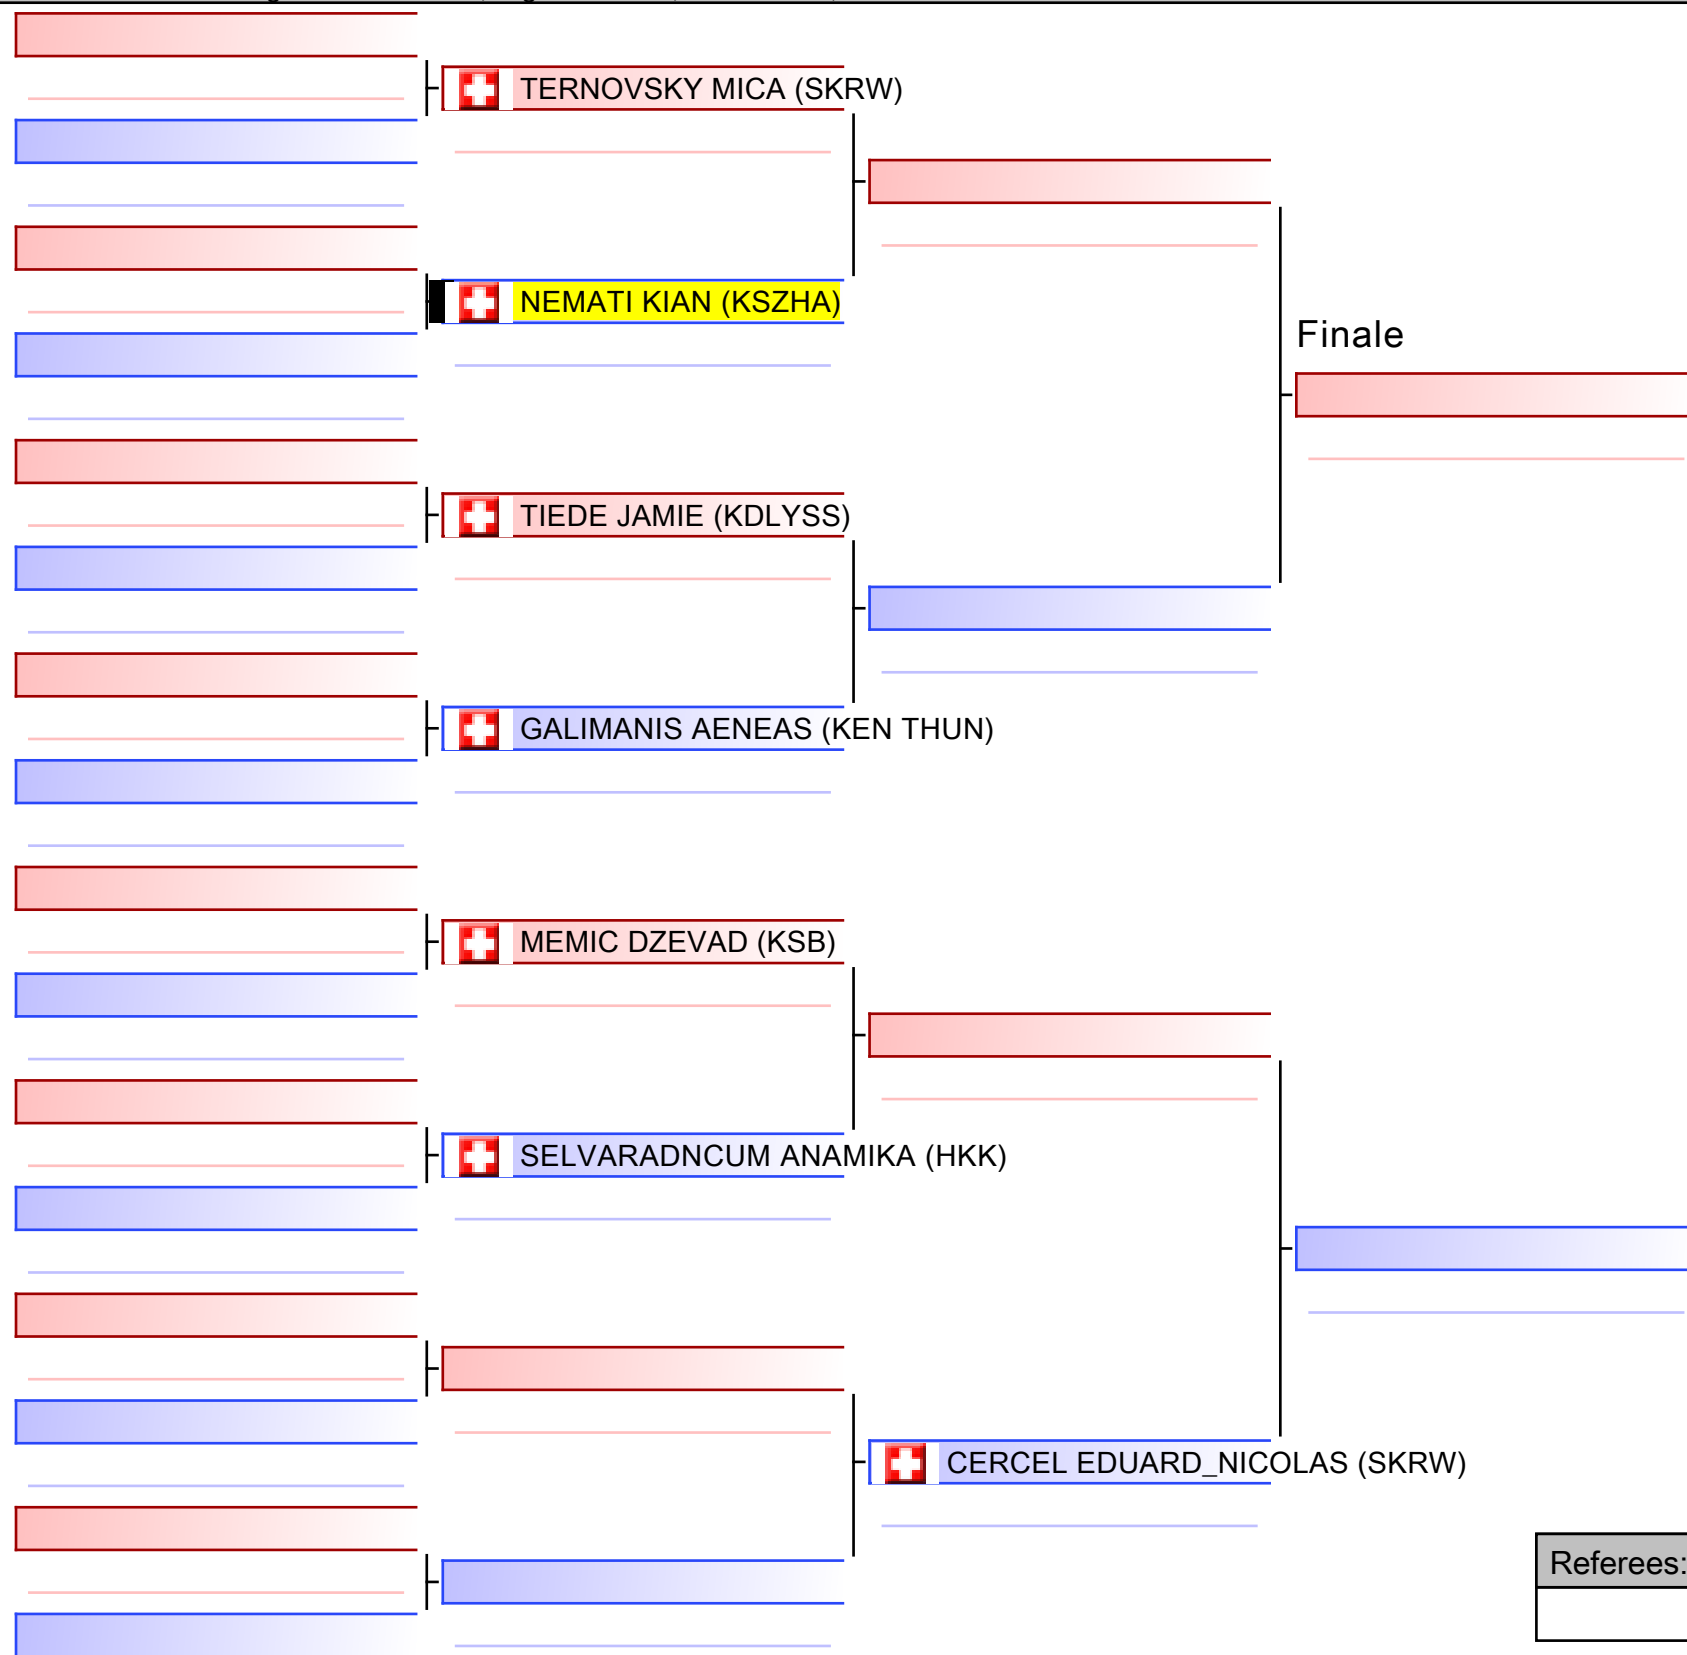 TERNOVSKY MICA (SKRW)
NEMATI KIAN (KSZHA)
Finale
TIEDE JAMIE (KDLYSS)
GALIMANIS AENEAS (KEN THUN)
MEMIC DZEVAD (KSB)
SELVARADNCUM ANAMIKA (HKK)
CERCEL EDUARD_NICOLAS (SKRW)
Referees: